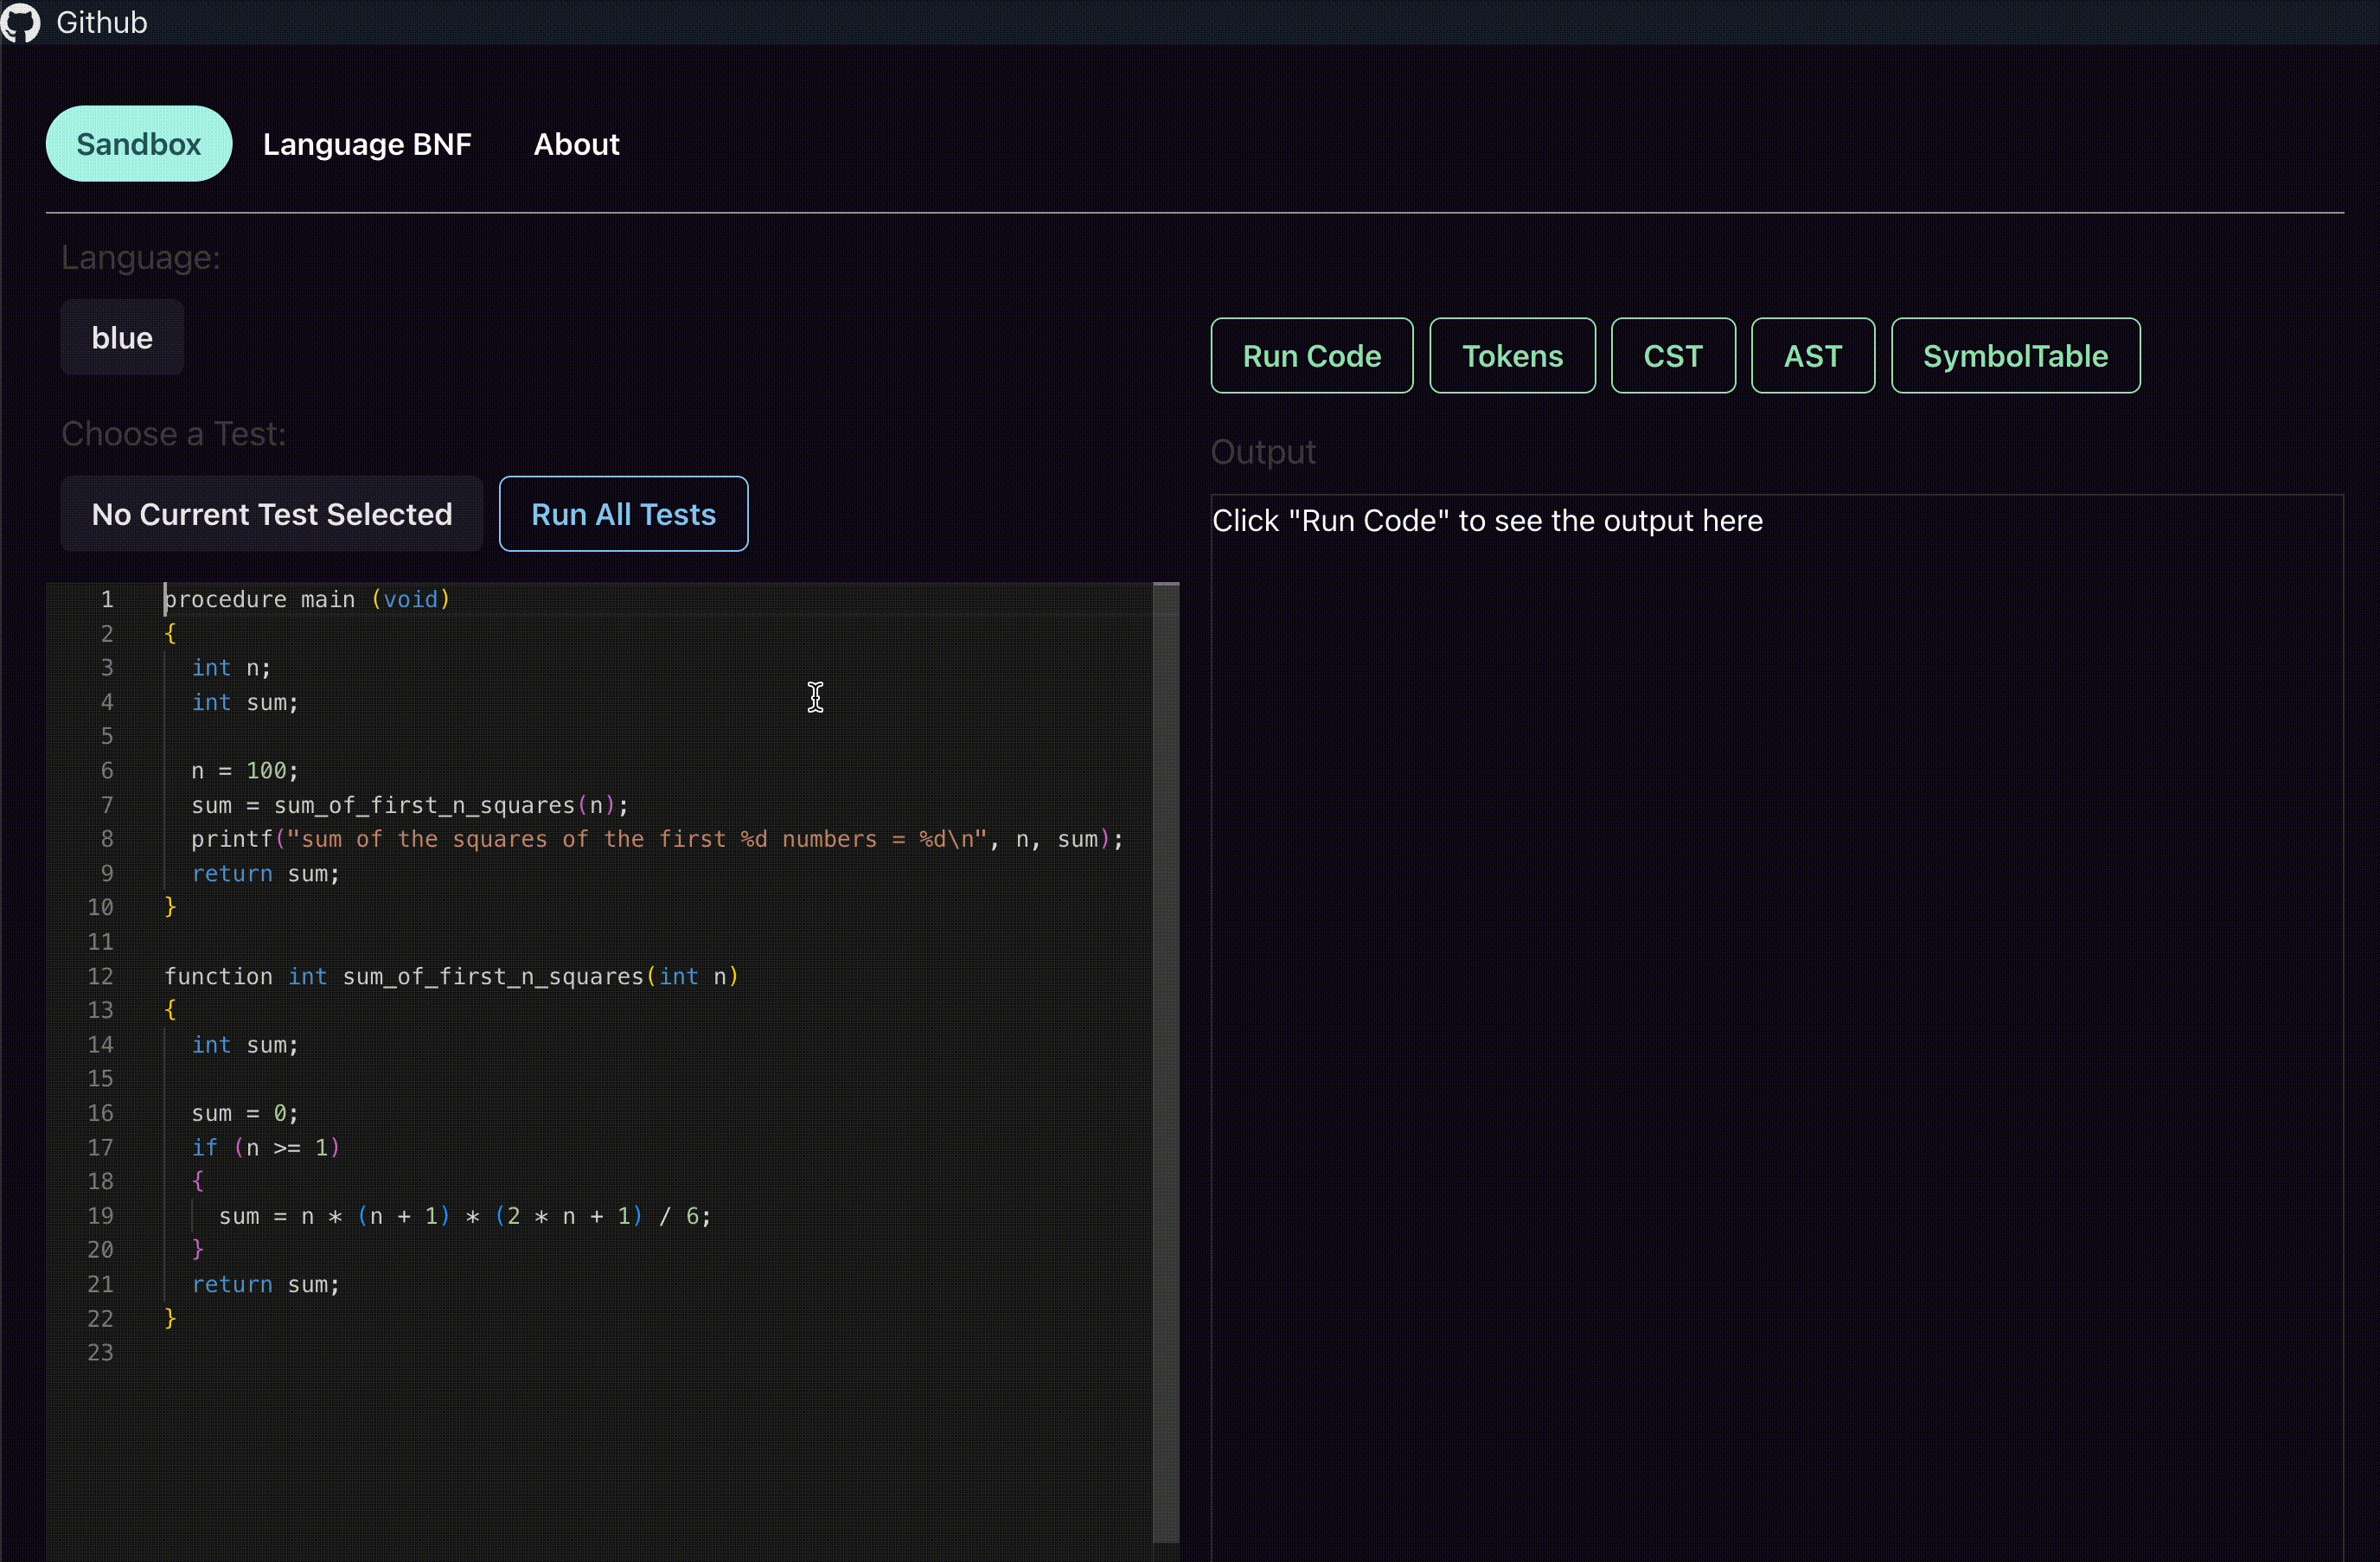 Github
Sandbox Language BNF About
Language:
blue
Choose a Test:
No Current Test Selected Run All Tests
1 procedure main (void)
2 {
3 int n;
4 int sum;
5
6 n = 100;
7 sum = sum_of_first_n_squares(n);
8 printf("sum of the squares of the first %d numbers = %d\n", n, sum);
9 return sum;
10 }
11
12 function int sum_of_first_n_squares(int n)
13 {
14 int sum;
15
16 sum = 0;
17 if (n >= 1)
18 {
19 sum = n * (n + 1) * (2 * n + 1) / 6;
20 }
21 return sum;
22 }
23
Run Code Tokens CST AST SymbolTable
Output
Click "Run Code" to see the output here